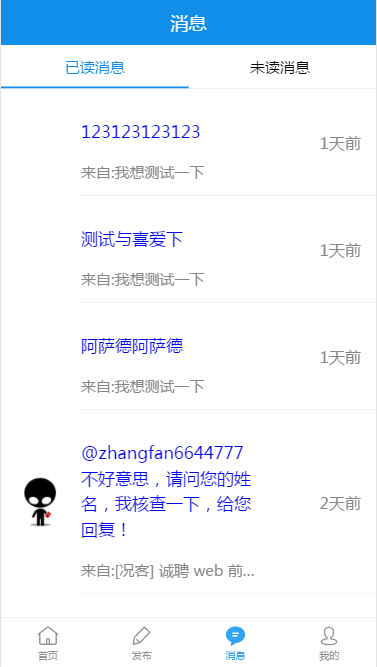 消息
已读消息 未读消息
123123123123
1天前
来自:我想测试一下
测试与喜爱下
1天前
来自:我想测试一下
阿萨德阿萨德
1天前
来自:我想测试一下
@zhangfan6644777
不好意思，请问您的姓
名，我核查一下，给您
回复！
2天前
来自:[况客] 诚聘 web 前...
首页 发布 消息 我的